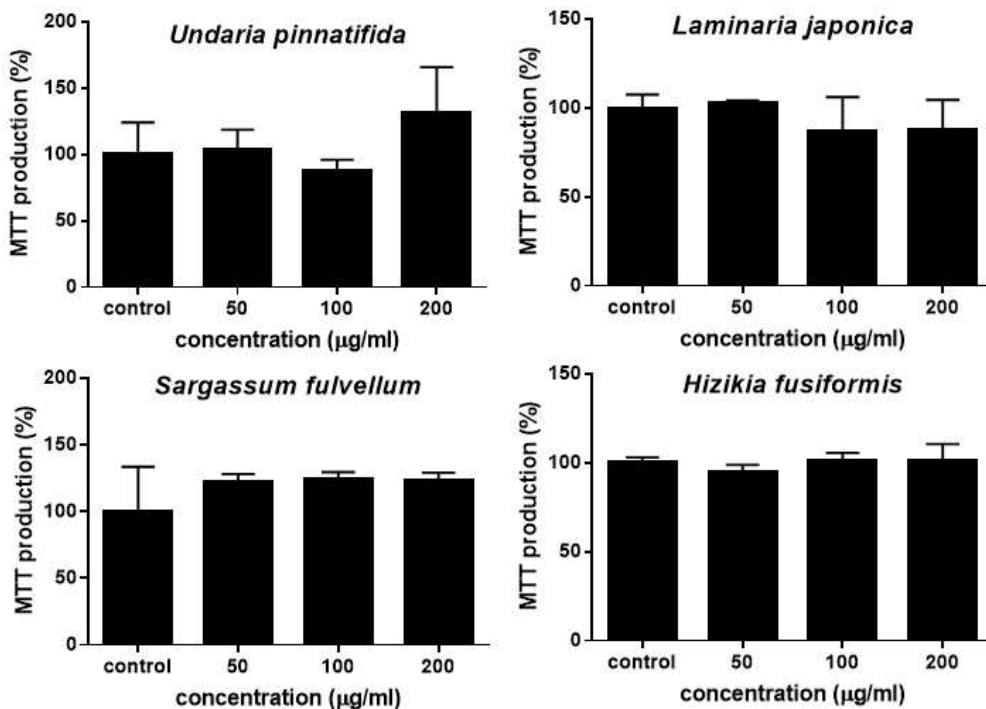 Undaria pinnatifida
MTT production (%)
200
150
100
50
0
control 50 100 200
concentration (μg/ml)
Laminaria japonica
MTT production (%)
150
100
50
0
control 50 100 200
concentration (μg/ml)
Sargassum fulvellum
MTT production (%)
200
150
100
50
0
control 50 100 200
concentration (μg/ml)
Hizikia fusiformis
MTT production (%)
150
100
50
0
control 50 100 200
concentration (μg/ml)